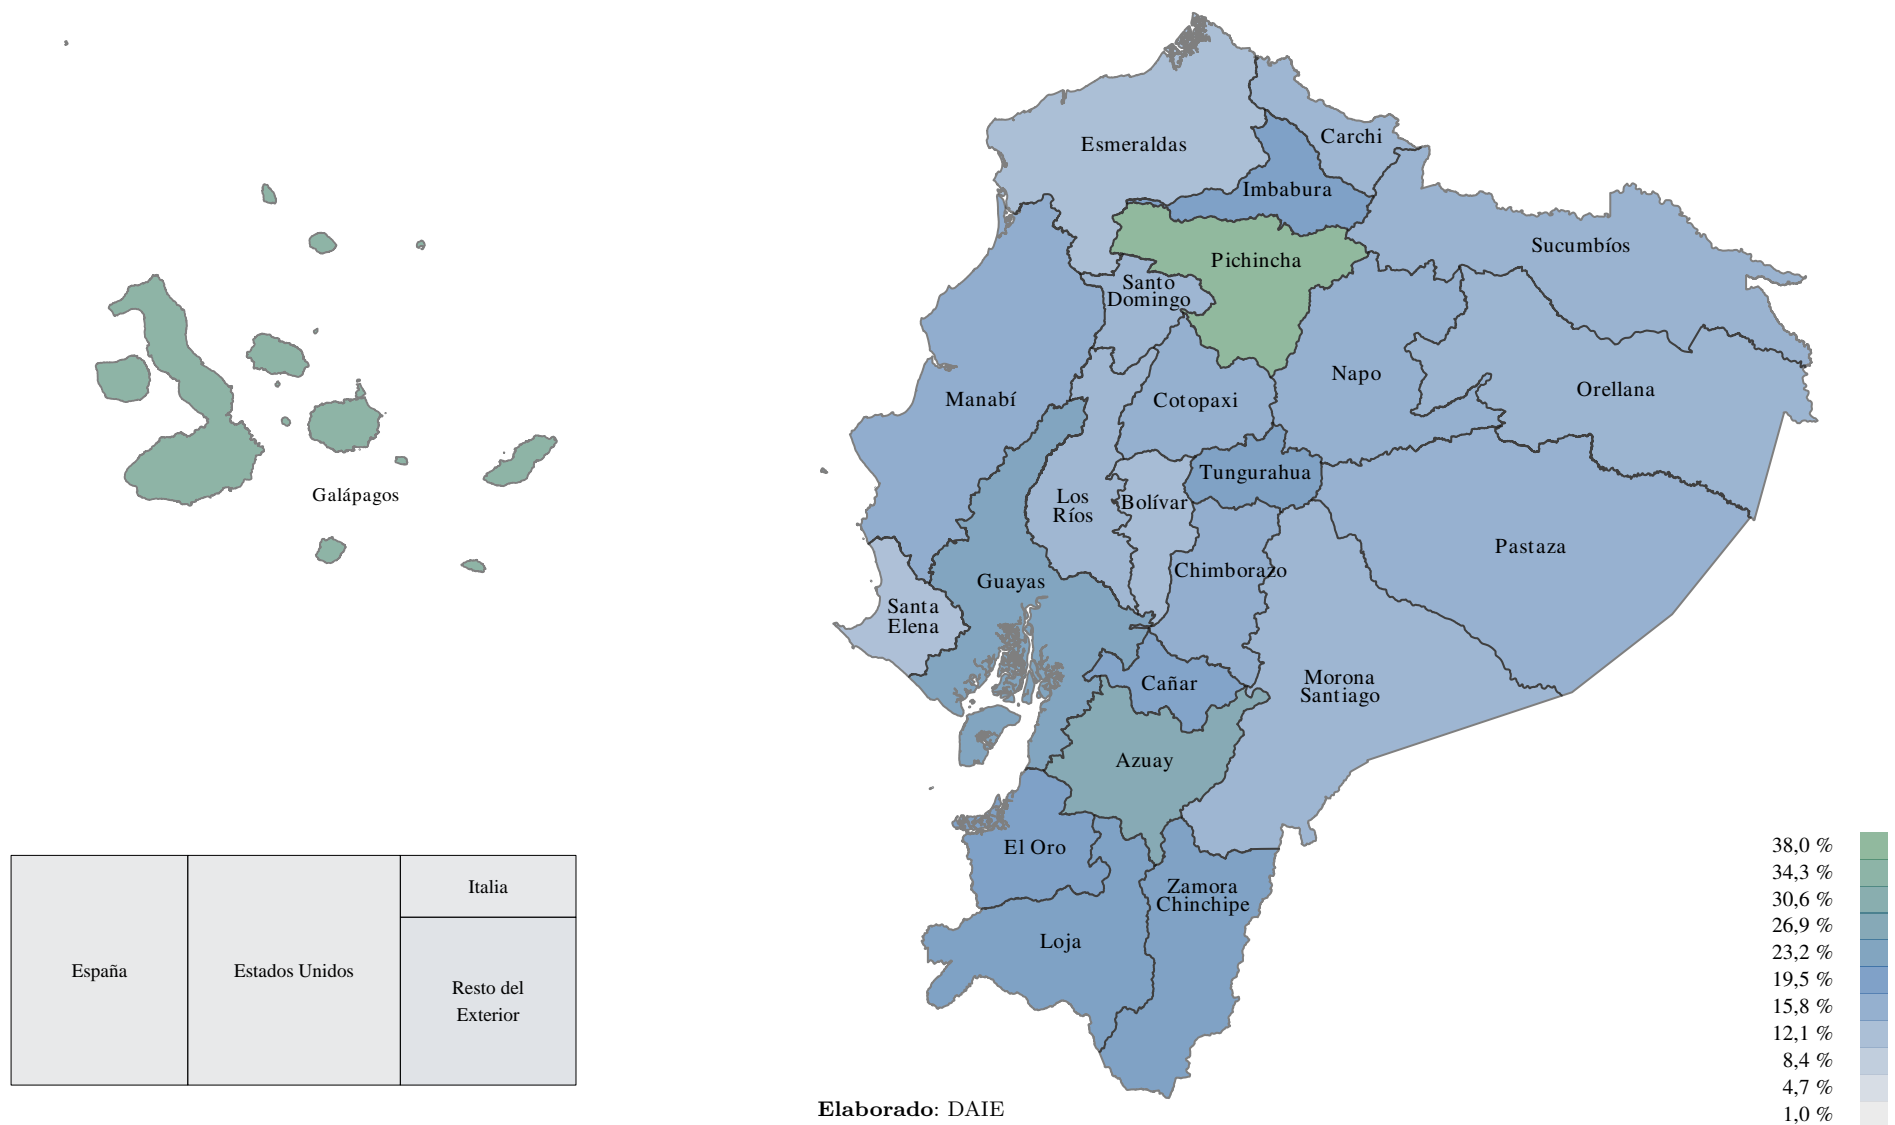 Esmeraldas
Carchi
Imbabura
Sucumbíos
Pichincha
Santo
Domingo
Napo
Orellana
Manabí
Cotopaxi
Tungurahua
Galápagos
Los
Ríos
Bolívar
Pastaza
Guayas
Chimborazo
Santa
Elena
Cañar
Morona
Santiago
Azuay
El Oro
Zamora
Chinchipe
Loja
Italia
España
Estados Unidos
Resto del
Exterior
38,0 %
34,3 %
30,6 %
26,9 %
23,2 %
19,5 %
15,8 %
12,1 %
8,4 %
4,7 %
1,0 %
Elaborado: DAIE